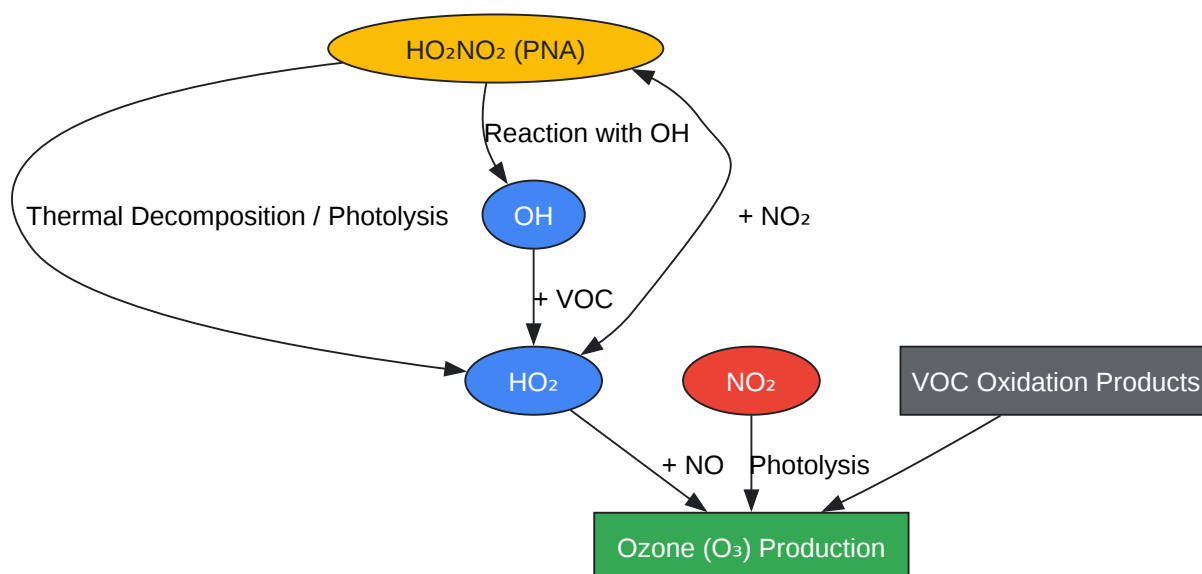 HO₂NO₂ (PNA)
Reaction with OH
Thermal Decomposition / Photolysis
OH
+ NO₂
+ VOC
HO₂
NO₂
VOC Oxidation Products
+ NO
Photolysis
Ozone (O₃) Production